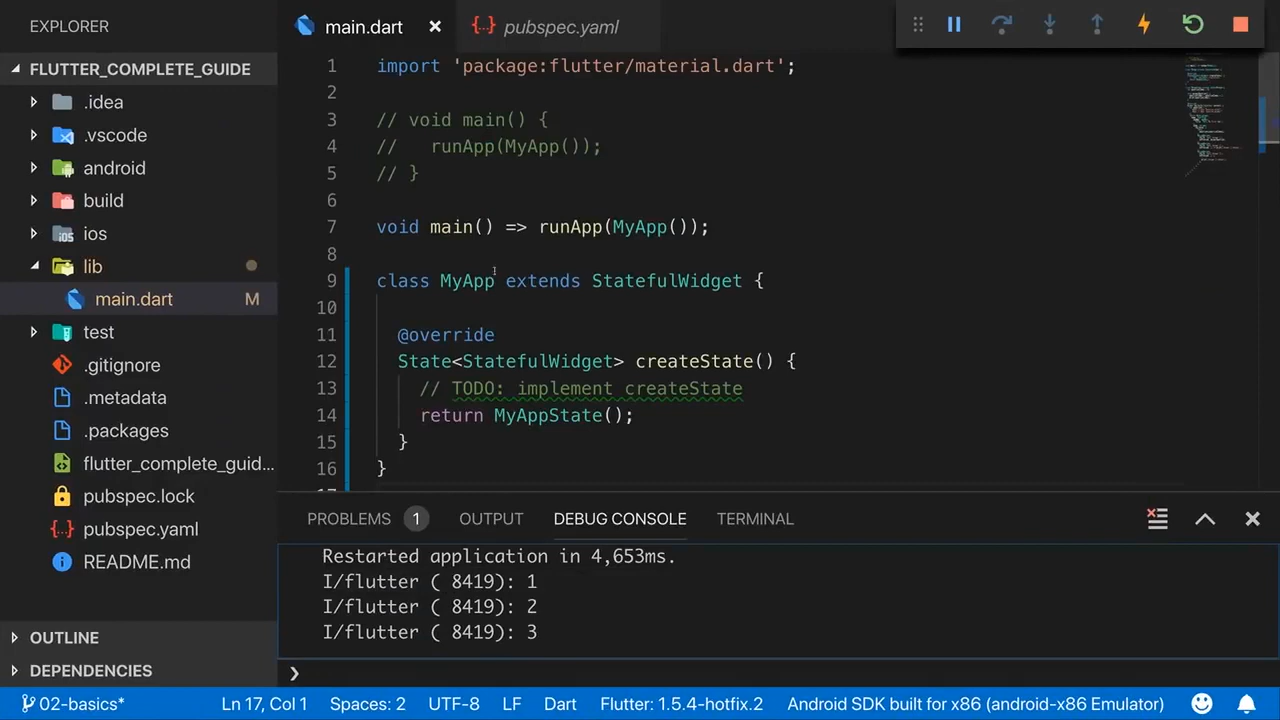 EXPLORER
FLUTTER_COMPLETE_GUIDE
.idea
.vscode
android
build
ios
lib
main.dart M
test
.gitignore
.metadata
.packages
flutter_complete_guid...
pubspec.lock
pubspec.yaml
README.md
OUTLINE
DEPENDENCIES
main.dart
pubspec.yaml
1 import 'package:flutter/material.dart';
2
3 // void main() {
4 //   runApp(MyApp());
5 // }
6
7 void main() => runApp(MyApp());
8
9 class MyApp extends StatefulWidget {
10
11   @override
12   State<StatefulWidget> createState() {
13     // TODO: implement createState
14     return MyAppState();
15   }
16 }
17
PROBLEMS 1 OUTPUT DEBUG CONSOLE TERMINAL
Restarted application in 4,653ms.
I/flutter ( 8419): 1
I/flutter ( 8419): 2
I/flutter ( 8419): 3
02-basics* Ln 17, Col 1 Spaces: 2 UTF-8 LF Dart Flutter: 1.5.4-hotfix.2 Android SDK built for x86 (android-x86 Emulator)